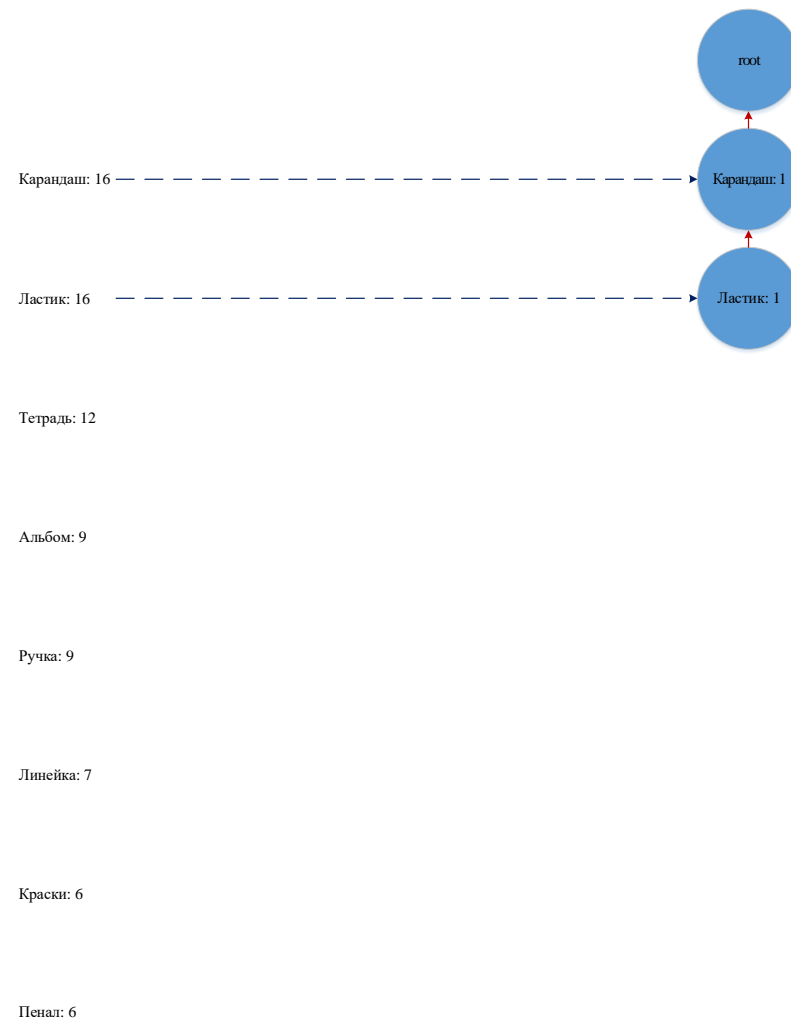 root
Карандаш: 16
Карандаш: 1
Ластик: 16
Ластик: 1
Тетрадь: 12
Альбом: 9
Ручка: 9
Линейка: 7
Краски: 6
Пенал: 6